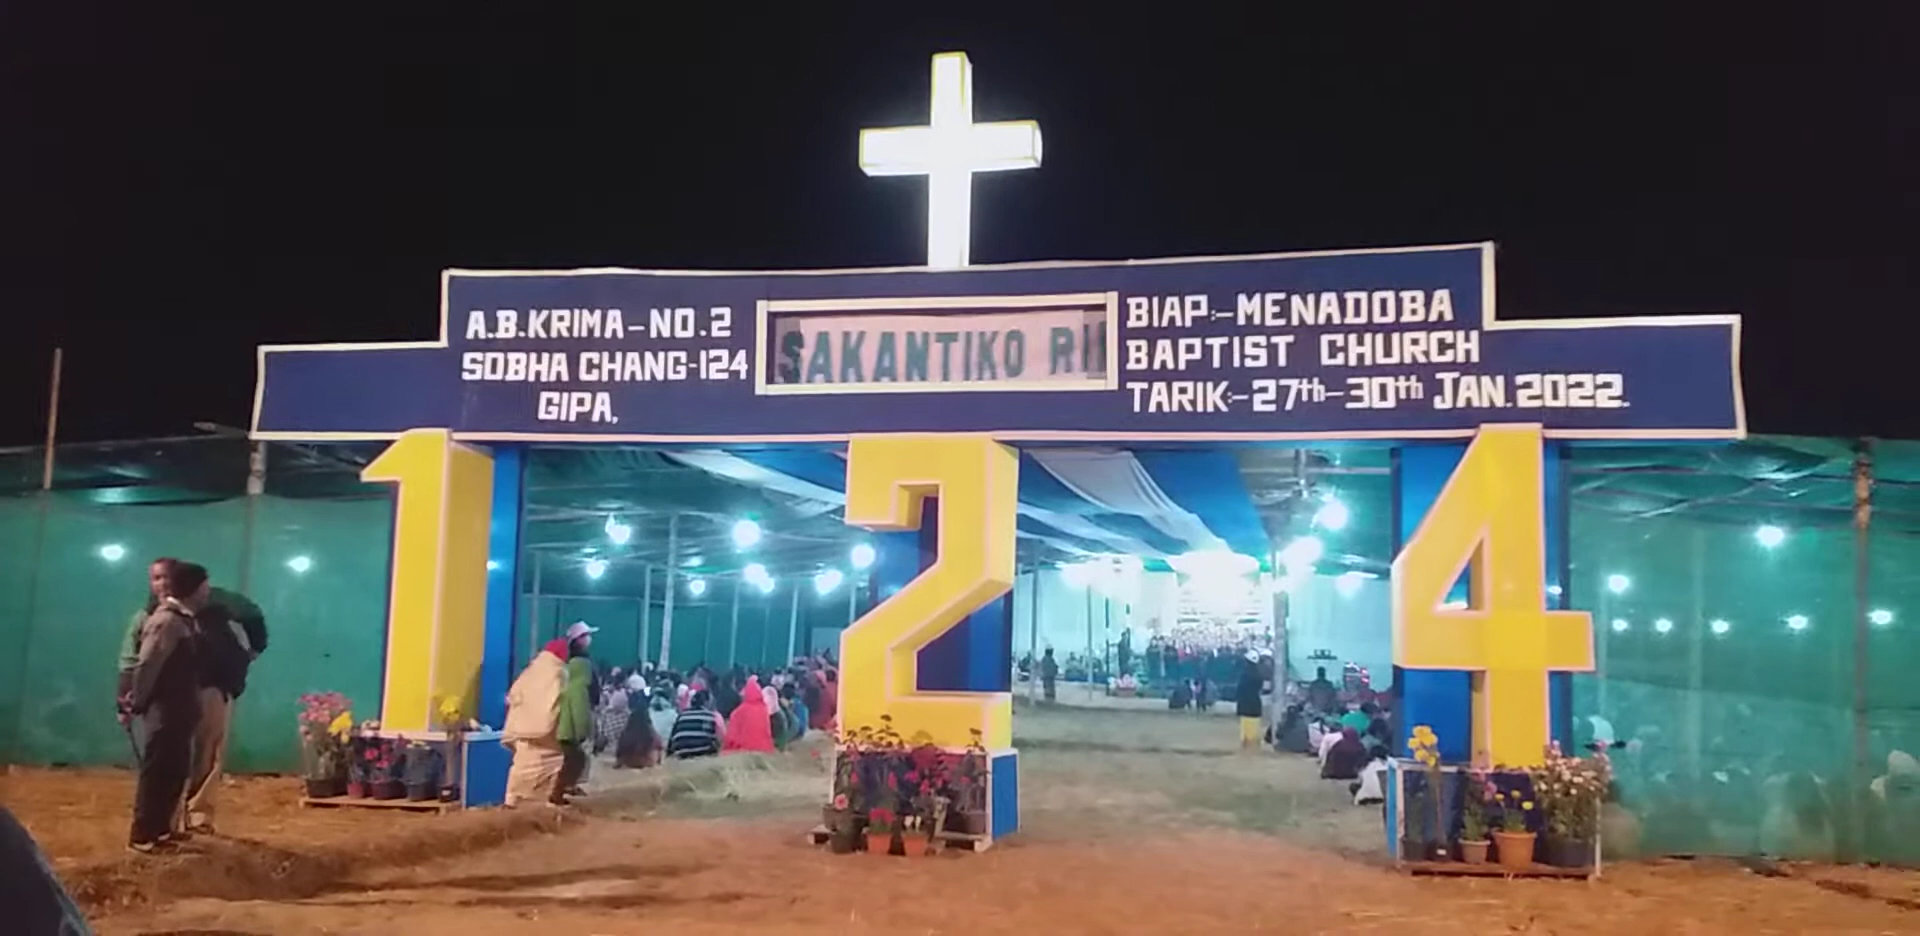 A.B.KRIMA-NO.2
SOBHA CHANG-124
GIPA,
SAKANTIKO
BIAP:-MENADOBA
BAPTIST CHURCH
TARIK:-27th-30th JAN.2022.
124